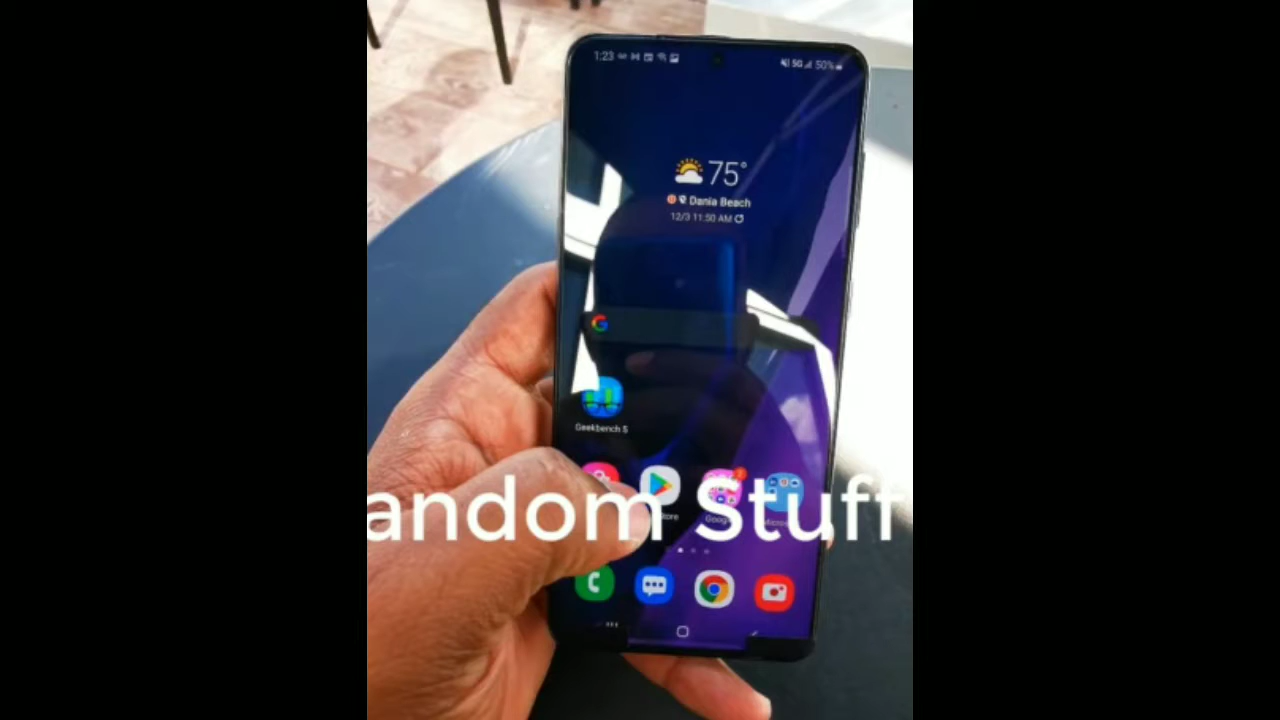 1:23
5G 50%
75°
Dania Beach
12/3 11:50 AM
Geekbench 5
andom Stuff